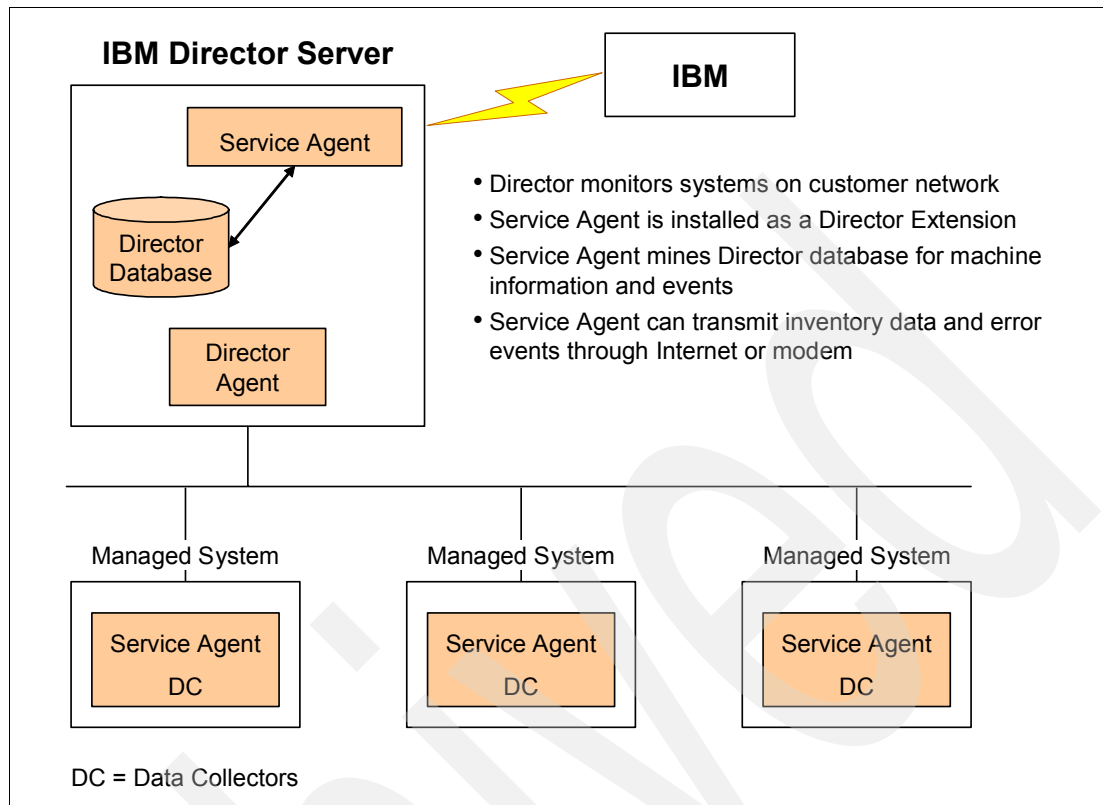 IBM Director Server
IBM
Service Agent
Director
Database
Director
Agent
• Director monitors systems on customer network
• Service Agent is installed as a Director Extension
• Service Agent mines Director database for machine
information and events
• Service Agent can transmit inventory data and error
events through Internet or modem
Managed System
Managed System
Managed System
Service Agent
DC
Service Agent
DC
Service Agent
DC
DC = Data Collectors
hived